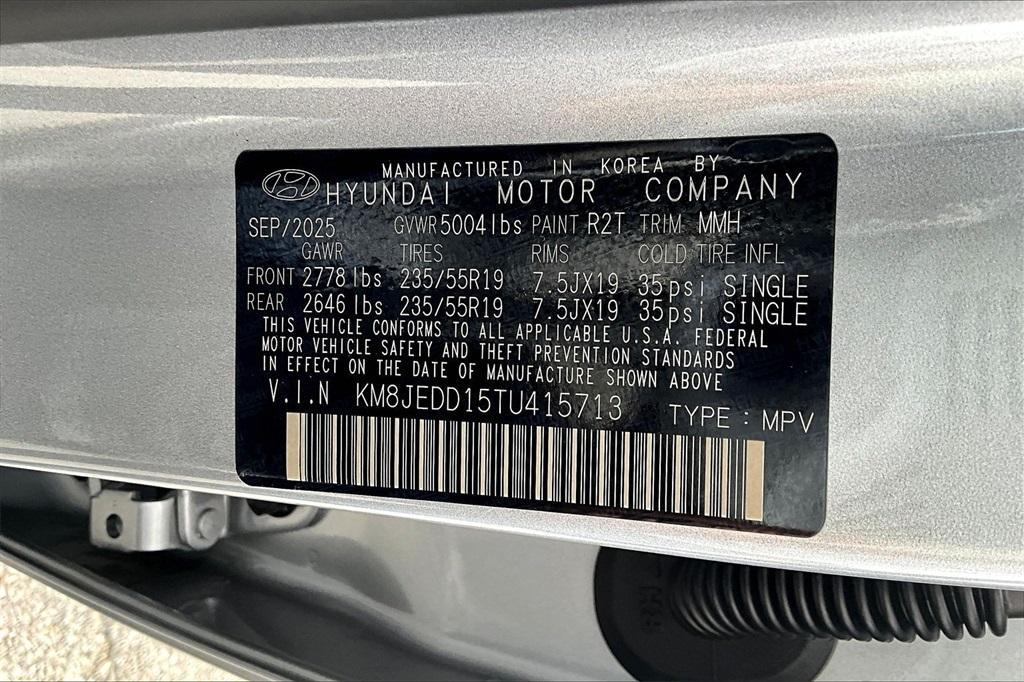 MANUFACTURED IN KOREA BY
HYUNDAI MOTOR COMPANY
SEP/2025 GVWR 5004 lbs PAINT R2T TRIM MMH
GAWR TIRES RIMS COLD TIRE INFL
FRONT 2778 lbs 235/55R19 7.5JX19 35psi SINGLE
REAR 2646 lbs 235/55R19 7.5JX19 35psi SINGLE
THIS VEHICLE CONFORMS TO ALL APPLICABLE U.S.A. FEDERAL
MOTOR VEHICLE SAFETY AND THEFT PREVENTION STANDARDS
IN EFFECT ON THE DATE OF MANUFACTURE SHOWN ABOVE
V.I.N KM8JEDD15TU415713 TYPE : MPV